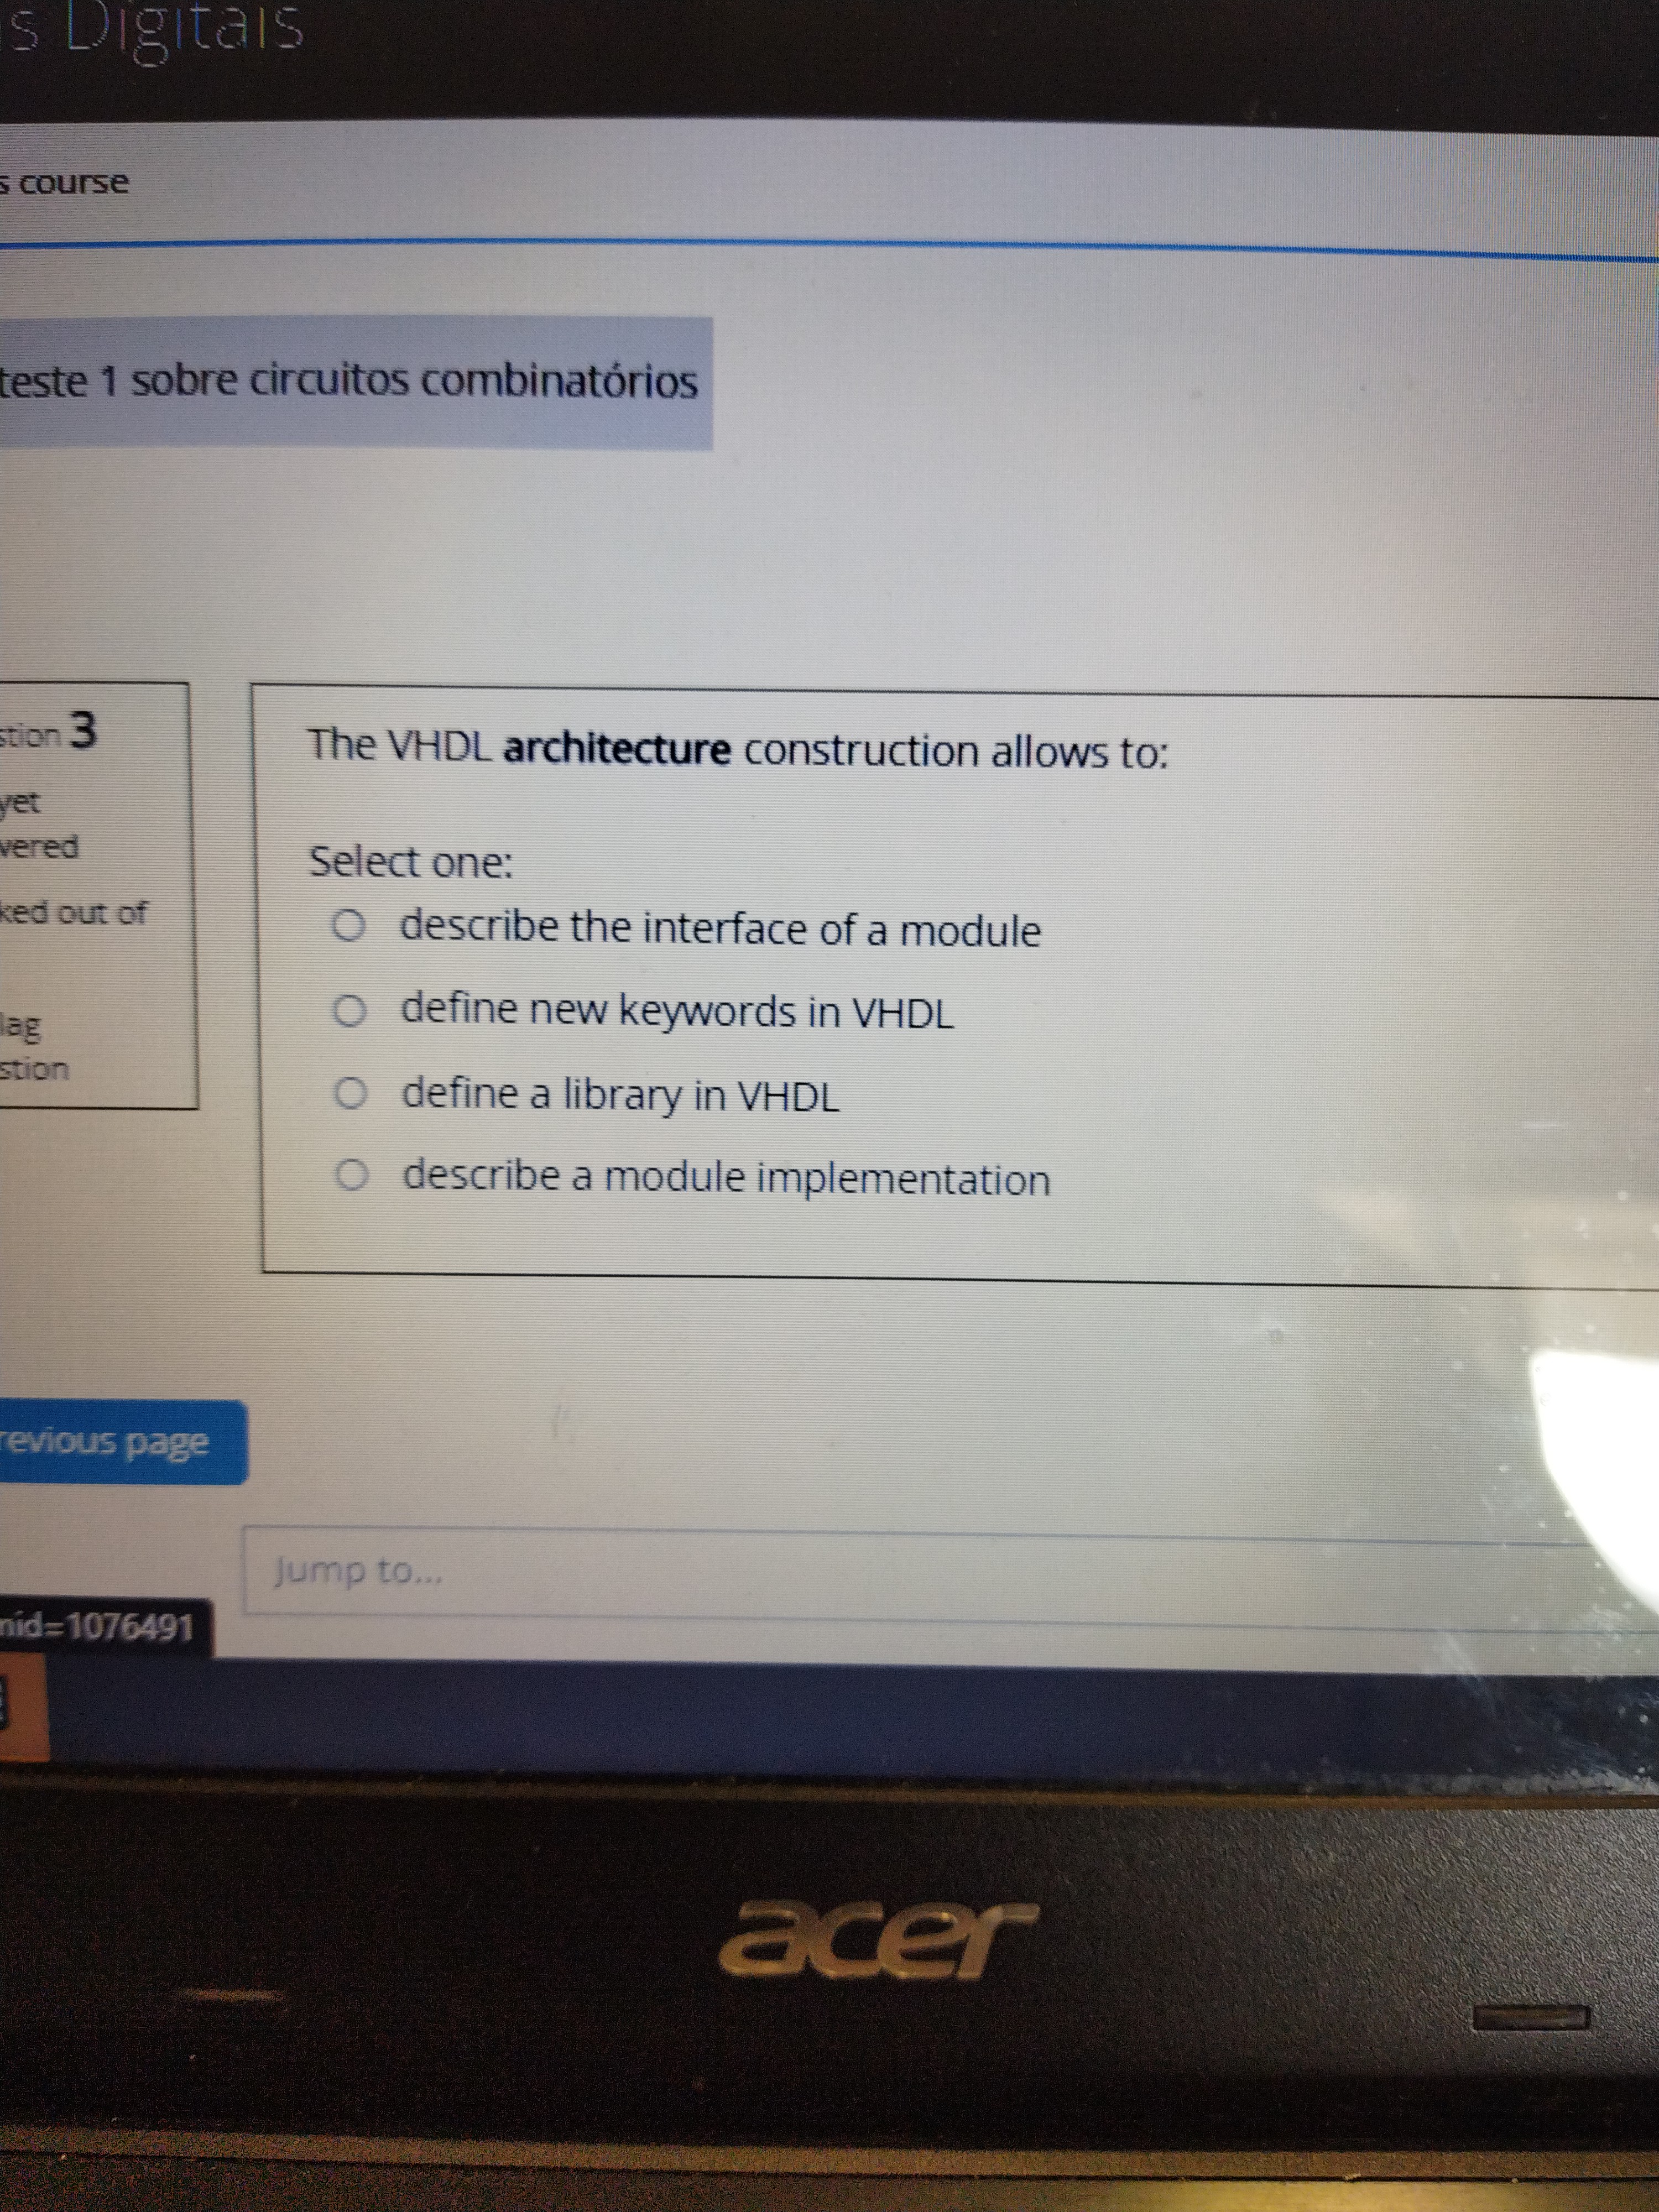 s Digitais
s course
teste 1 sobre circuitos combinatórios
stion 3
yet
vered
ked out of
lag
stion
The VHDL architecture construction allows to:
Select one:
describe the interface of a module
define new keywords in VHDL
define a library in VHDL
describe a module implementation
revious page
Jump to...
mid=1076491
acer